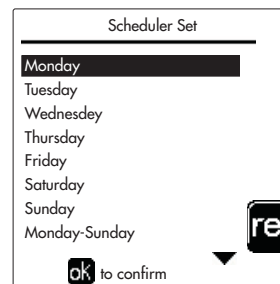 Scheduler Set
Monday
Tuesday
Wednesdey
Thursday
Friday
Saturday
Sunday
Monday-Sunday
re
ok to confirm